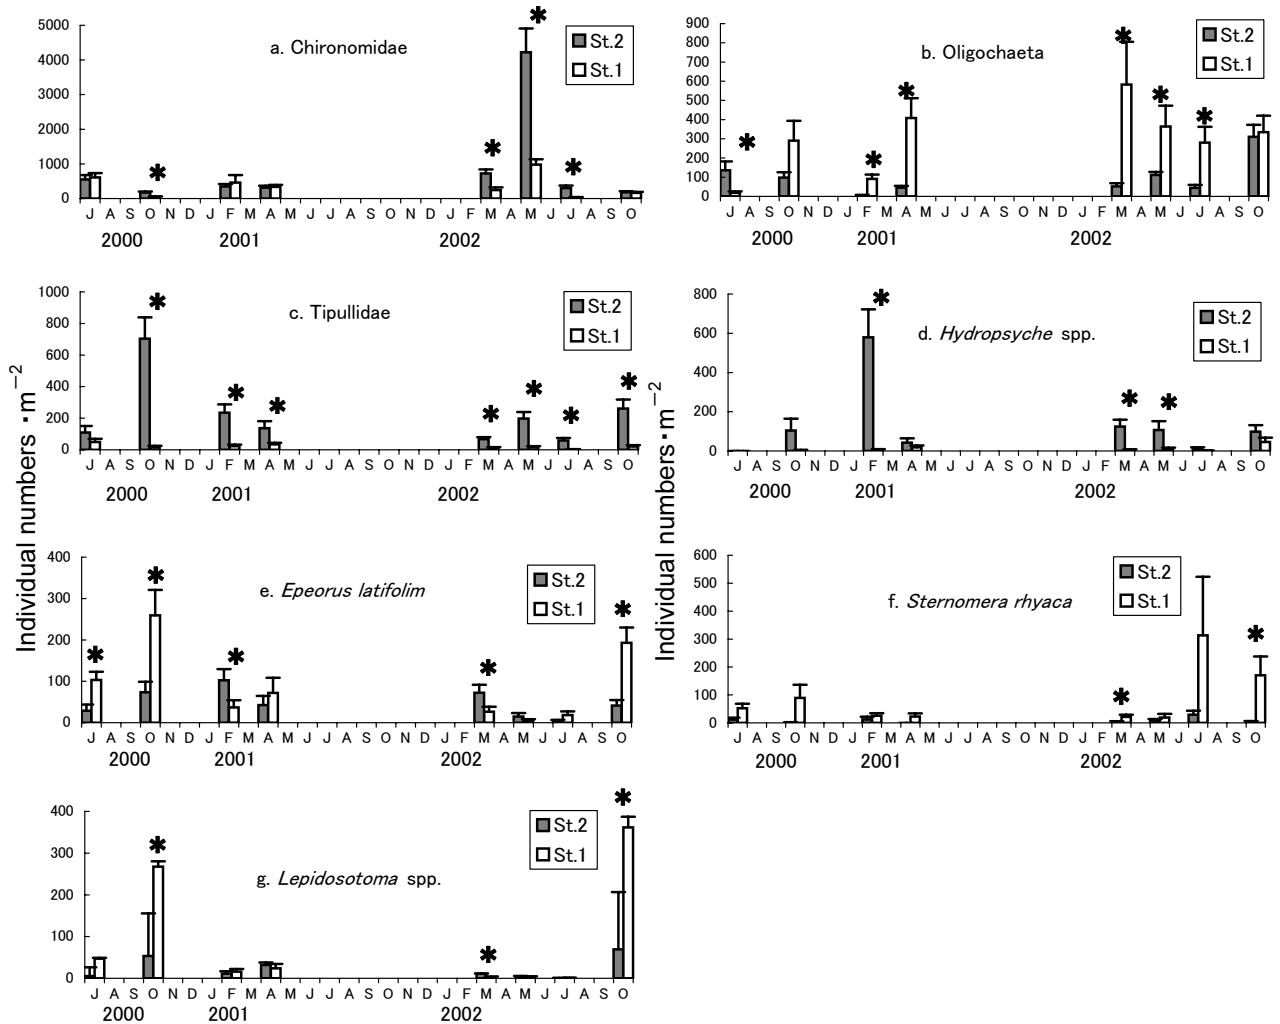 Individual numbers・m−2
a. Chironomidae
St.2
St.1
5000
4000
3000
2000
1000
0
J A S O N D J F M A M J J A S O N D J F M A M J J A S O
2000 2001 2002
b. Oligochaeta
St.2
St.1
900
800
700
600
500
400
300
200
100
0
J A S O N D J F M A M J J A S O N D J F M A M J J A S O
2000 2001 2002
c. Tipullidae
St.2
St.1
1000
800
600
400
200
0
J A S O N D J F M A M J J A S O N D J F M A M J J A S O
2000 2001 2002
Individual numbers・m−2
d. Hydropsyche spp.
St.2
St.1
800
600
400
200
0
J A S O N D J F M A M J J A S O N D J F M A M J J A S O
2000 2001 2002
e. Epeorus latifolim
St.2
St.1
400
300
200
100
0
J A S O N D J F M A M J J A S O N D J F M A M J J A S O
2000 2001 2002
f. Sternomera rhyaca
St.2
St.1
600
500
400
300
200
100
0
J A S O N D J F M A M J J A S O N D J F M A M J J A S O
2000 2001 2002
g. Lepidosotoma spp.
St.2
St.1
400
300
200
100
0
J A S O N D J F M A M J J A S O N D J F M A M J J A S O
2000 2001 2002